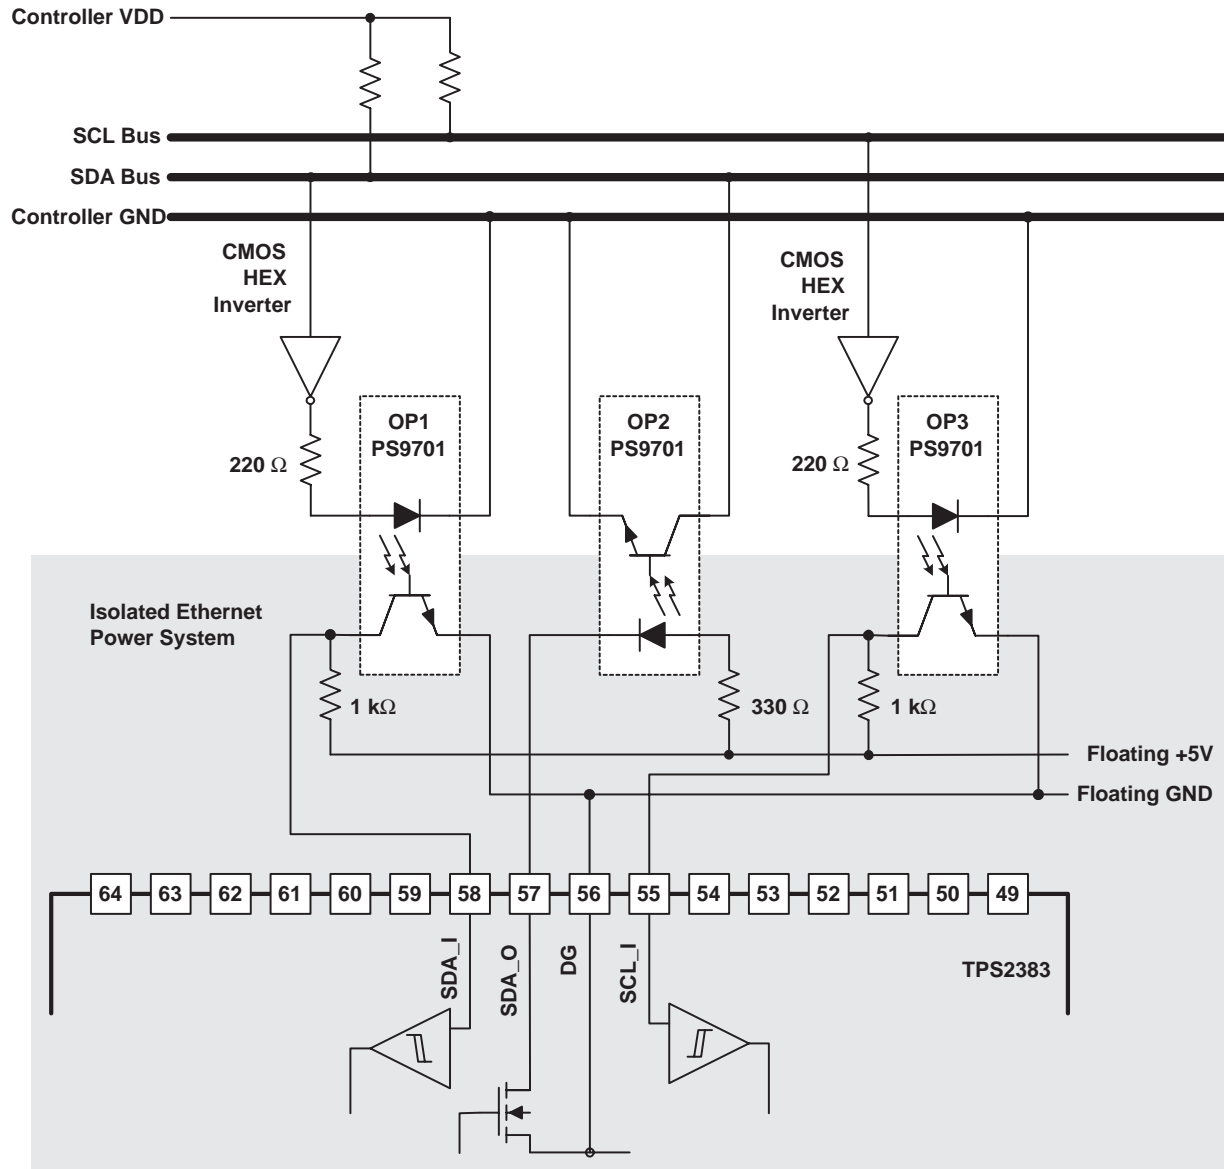 Controller VDD
SCL Bus
SDA Bus
Controller GND
CMOS
HEX
Inverter
CMOS
HEX
Inverter
OP1
PS9701
OP2
PS9701
OP3
PS9701
220 Ω
220 Ω
Isolated Ethernet
Power System
1 kΩ
330 Ω
1 kΩ
Floating +5V
Floating GND
64 63 62 61 60 59 58 57 56 55 54 53 52 51 50 49
SDA_I
SDA_O
DG
SCL_I
TPS2383